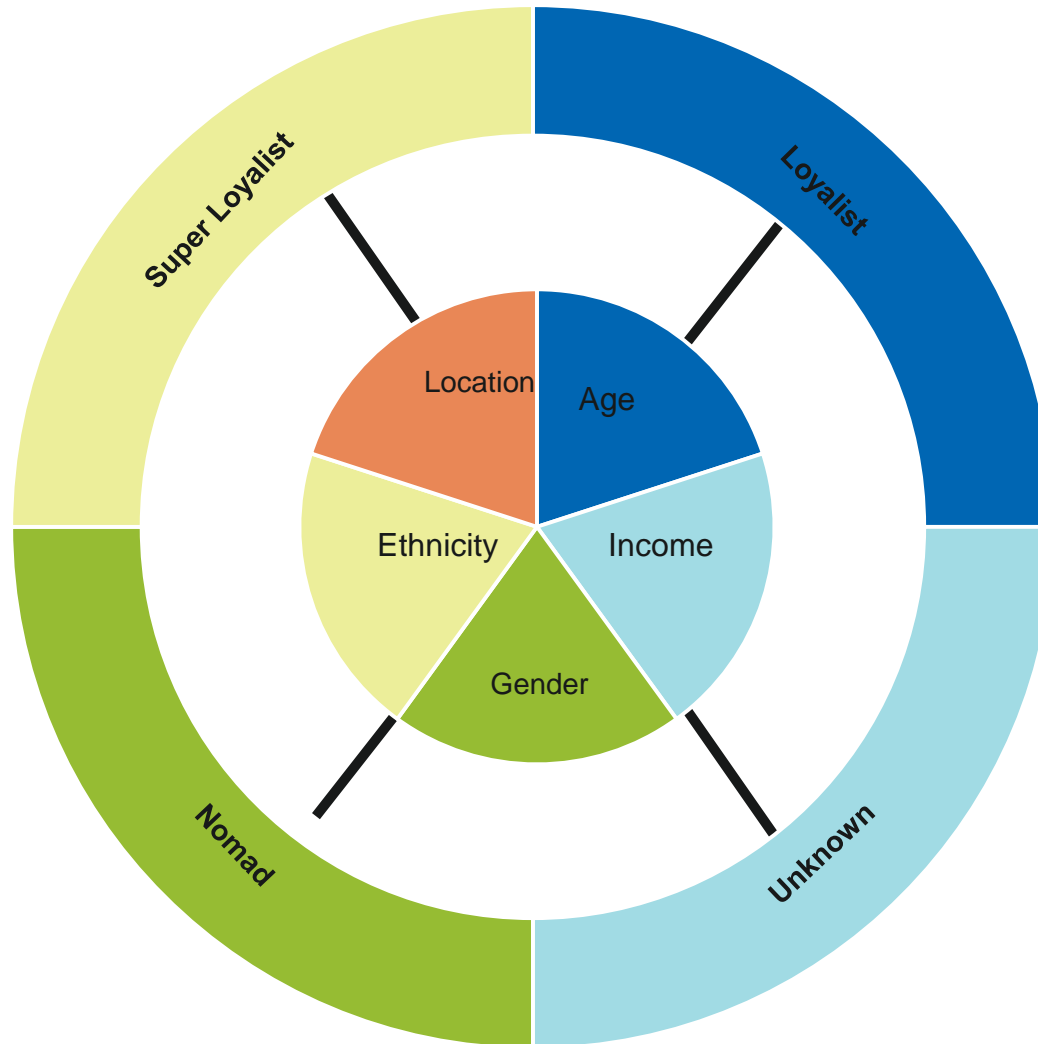 Super Loyalist
Loyalist
Location
Age
Ethnicity
Income
Gender
Nomad
Unknown